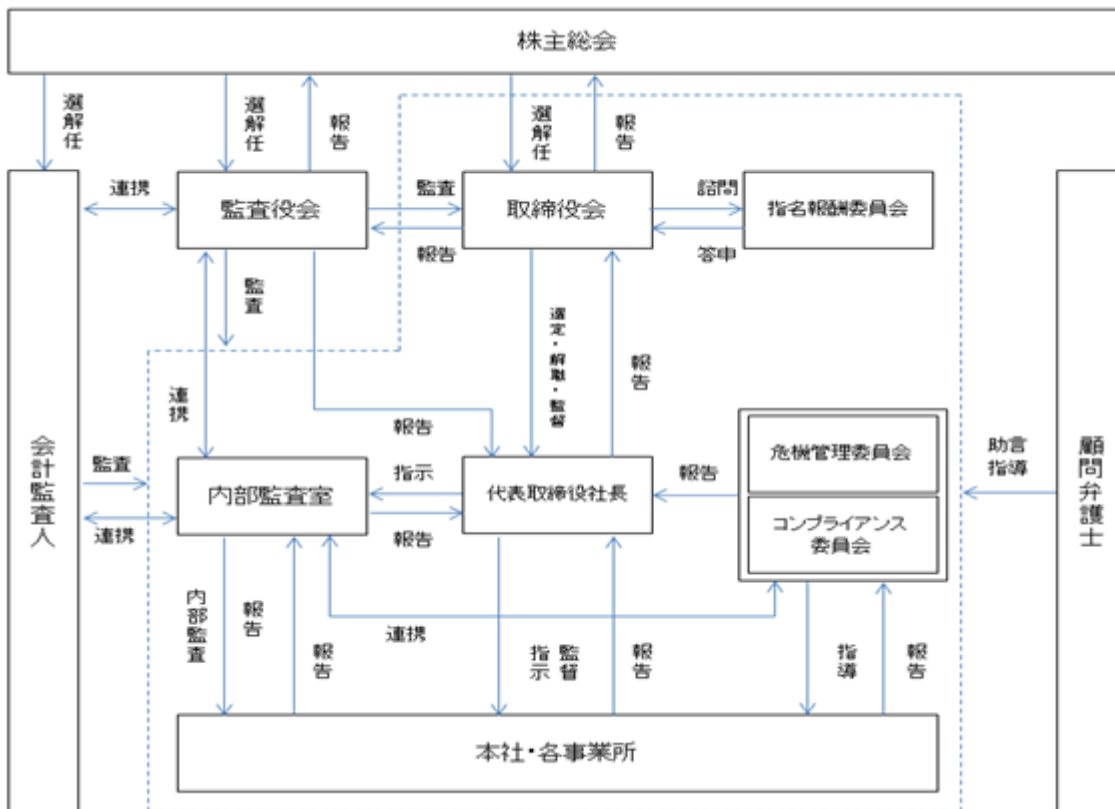 株主総会
選解任
選解任
報告
選解任
報告
連携
監査役会
監査
報告
取締役会
諮問
答申
指名報酬委員会
監査
連携
選定・解職・監督
報告
報告
会計監査人
監査
連携
内部監査室
指示
報告
代表取締役社長
報告
危機管理委員会
コンプライアンス
委員会
助言
指導
顧問弁護士
内部監査
報告
報告
連携
指示
監督
報告
指導
報告
本社・各事業所